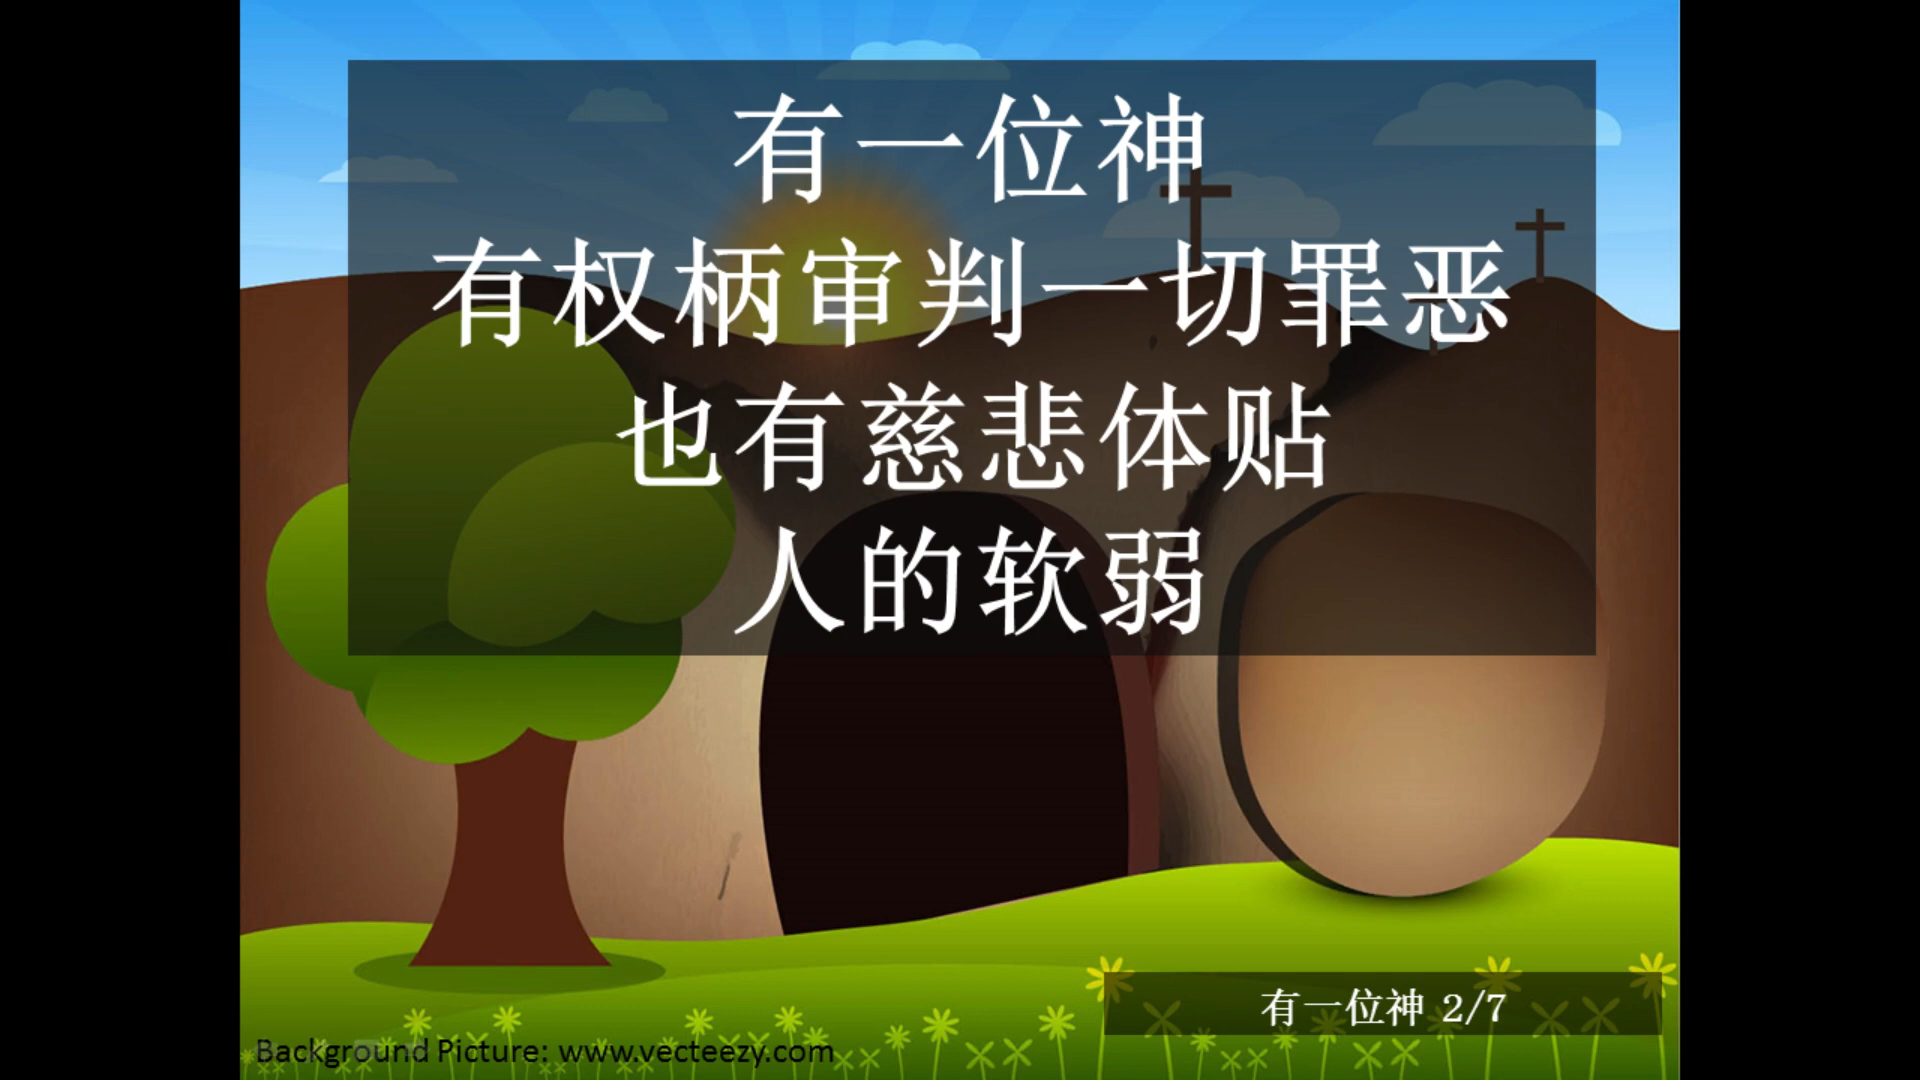 有一位神
有权柄审判一切罪恶
也有慈悲体贴
人的软弱
有一位神 2/7
Background Picture: www.vecteezy.com